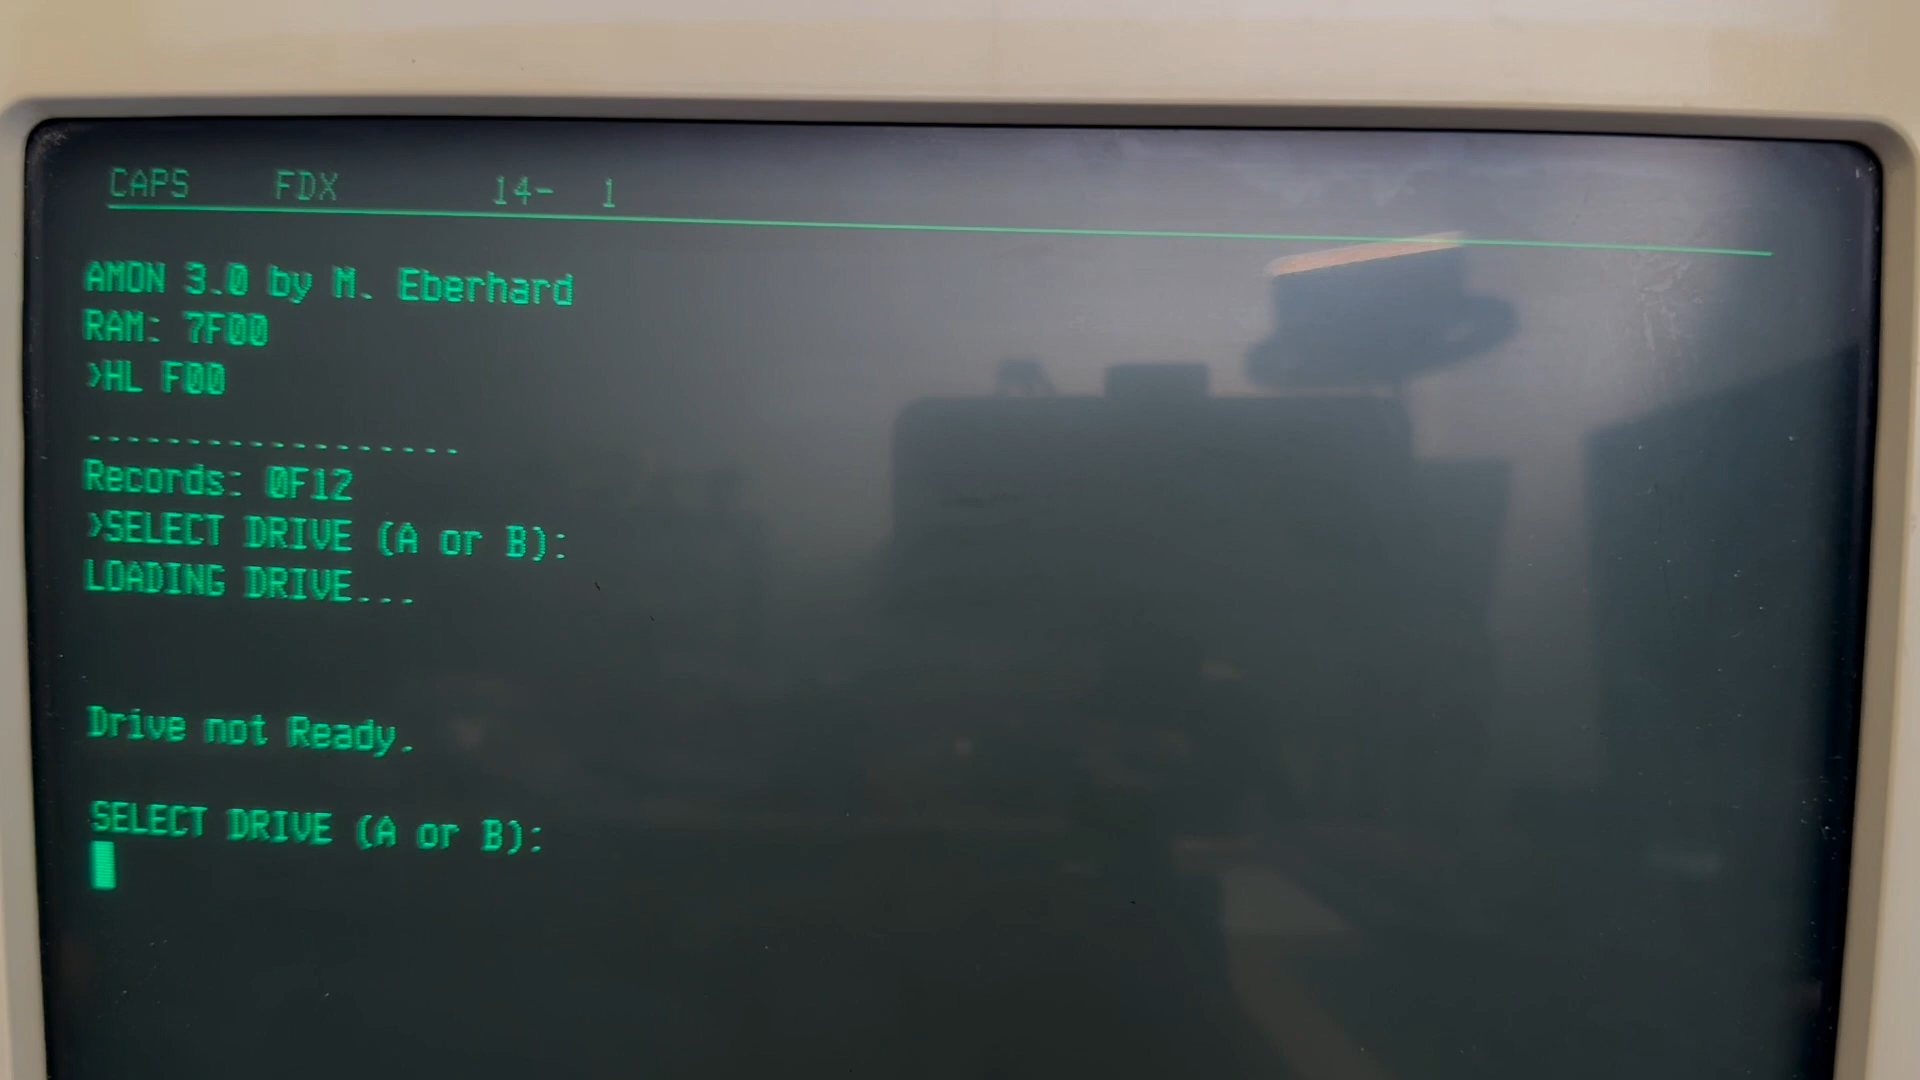 CAPS FDX 14- 1
AMON 3.0 by M. Eberhard
RAM: 7F00
>HL F00
..................
Records: 0F12
>SELECT DRIVE (A or B):
LOADING DRIVE...
Drive not Ready.
SELECT DRIVE (A or B):